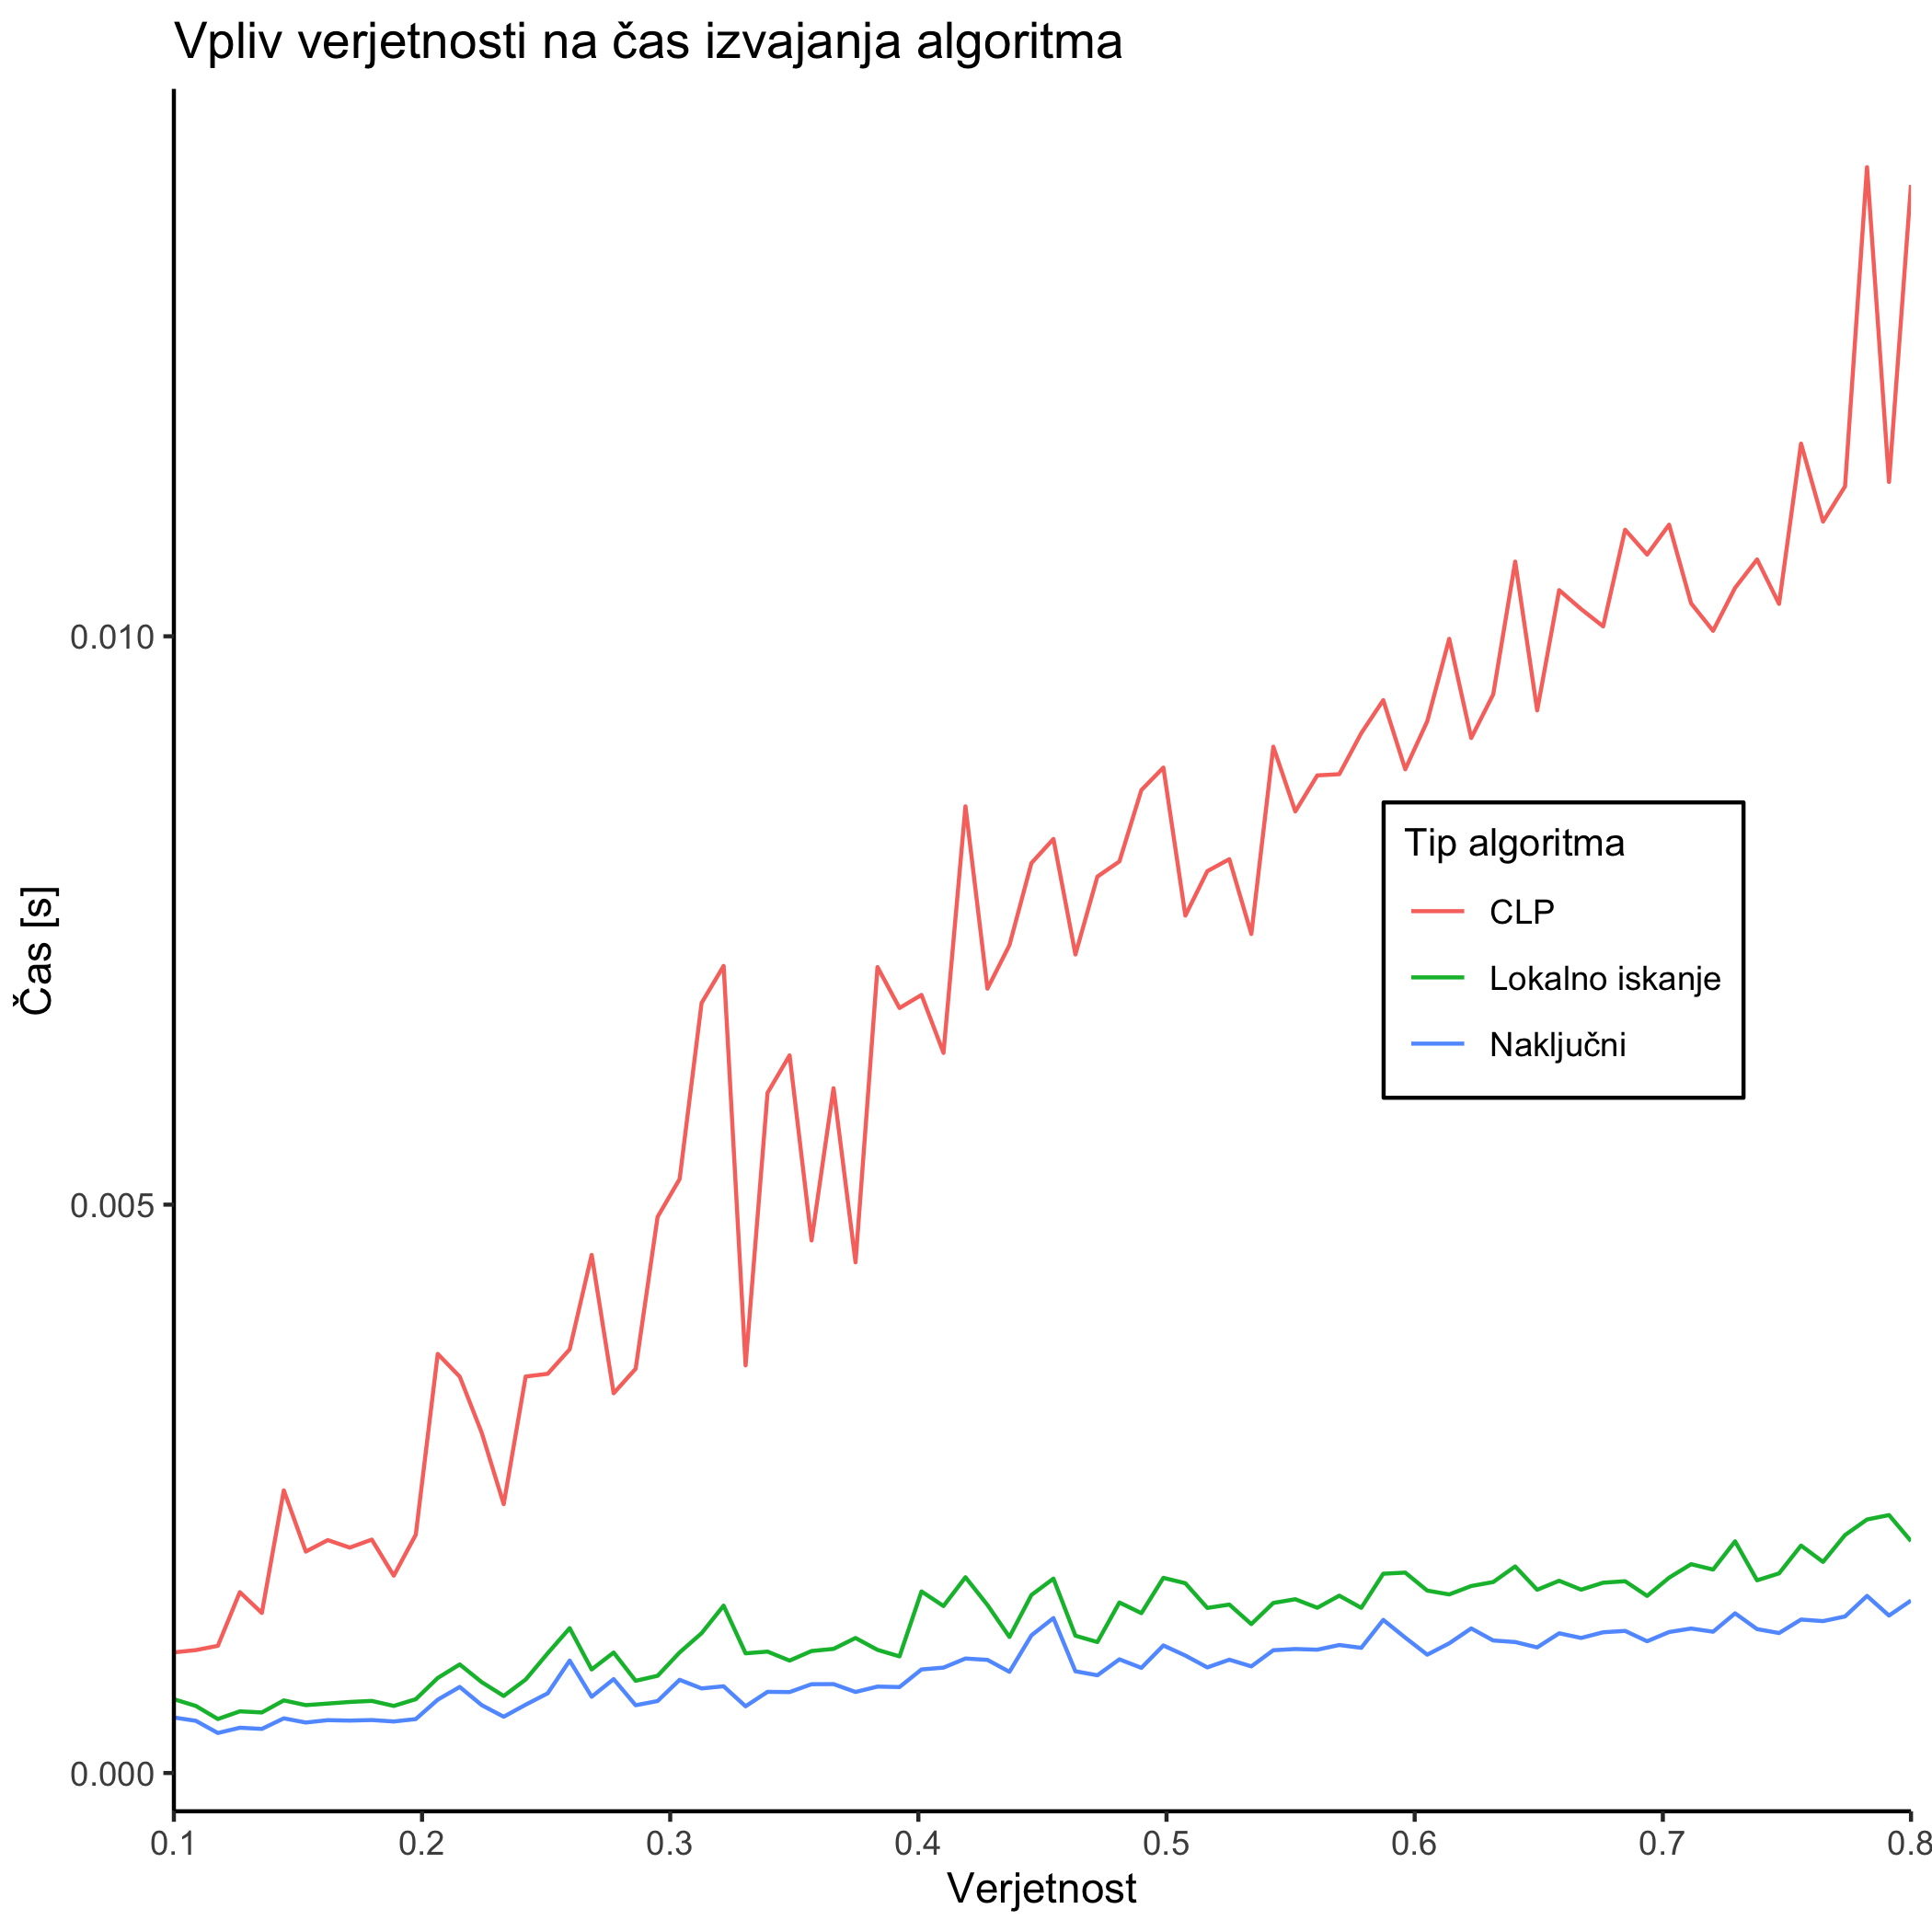 Vpliv verjetnosti na čas izvajanja algoritma
Čas [s]
0.010
0.005
0.000
Tip algoritma
CLP
Lokalno iskanje
Naključni
0.1 0.2 0.3 0.4 0.5 0.6 0.7 0.8
Verjetnost